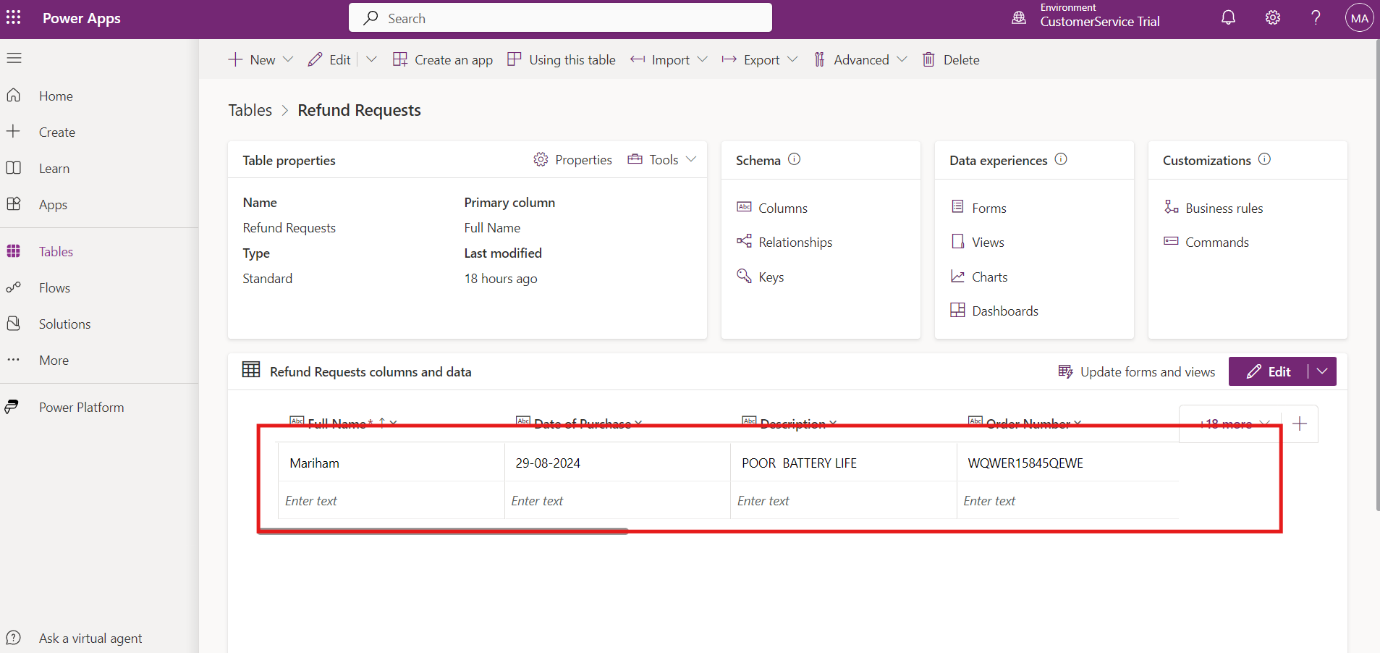 Power Apps
Search
Environment
CustomerService Trial
MA
New
Edit
Create an app
Using this table
Import
Export
Advanced
Delete
Home
Create
Learn
Apps
Tables
Flows
Solutions
More
Power Platform
Ask a virtual agent
Tables > Refund Requests
Table properties
Properties
Tools
Name
Primary column
Refund Requests
Full Name
Type
Last modified
Standard
18 hours ago
Schema
Abc Columns
Relationships
Keys
Data experiences
Forms
Views
Charts
Dashboards
Customizations
Business rules
Commands
Refund Requests columns and data
Update forms and views
Edit
Abc Full Name * ↑
Abc Date of Purchase
Abc Description
Abc Order Number
+18 more
Mariham
29-08-2024
POOR  BATTERY LIFE
WQWER15845QEWE
Enter text
Enter text
Enter text
Enter text